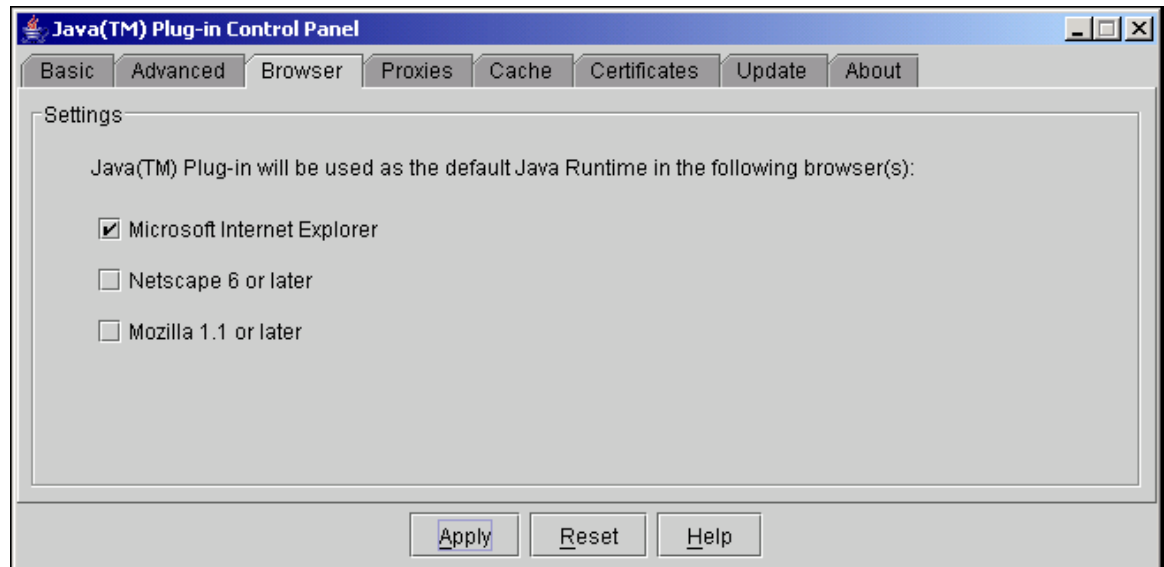 Java(TM) Plug-in Control Panel
Basic Advanced Browser Proxies Cache Certificates Update About
Settings
Java(TM) Plug-in will be used as the default Java Runtime in the following browser(s):
Microsoft Internet Explorer
Netscape 6 or later
Mozilla 1.1 or later
Apply Reset Help